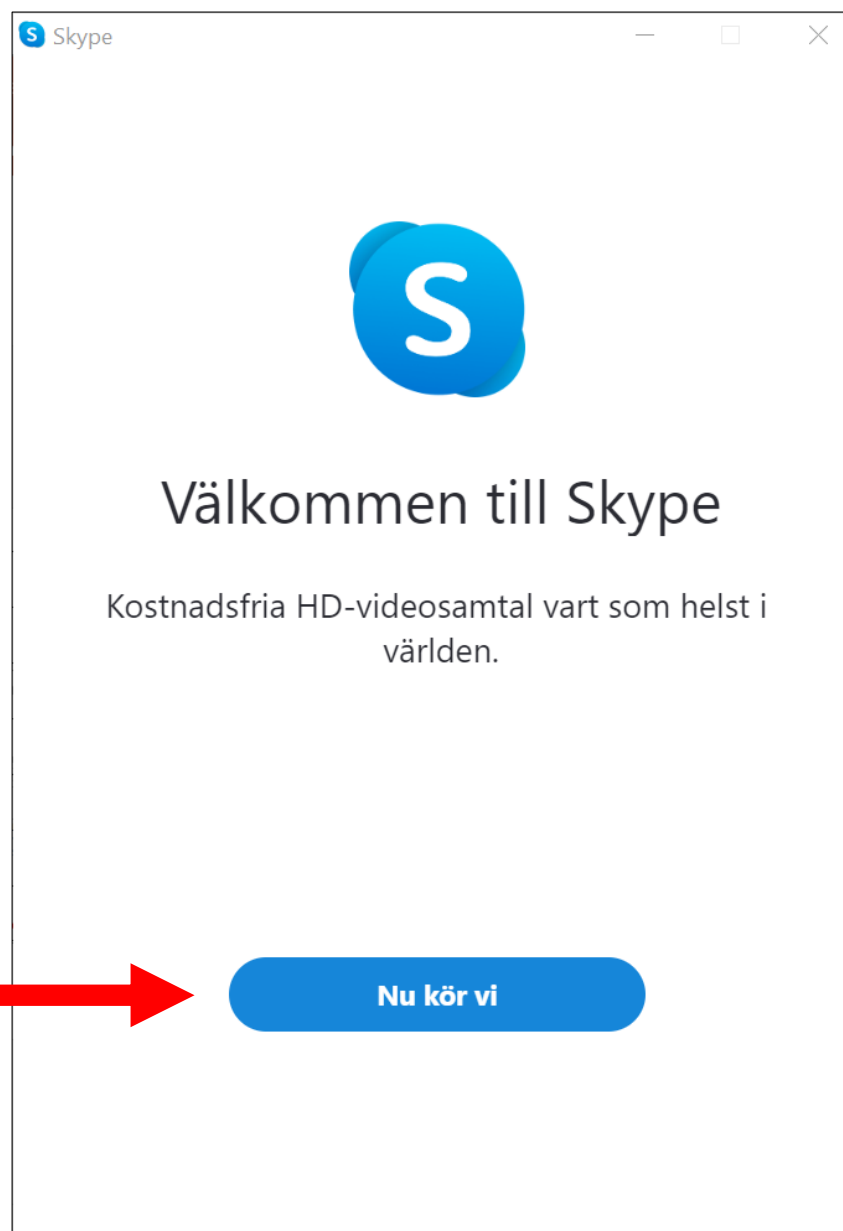 S Skype
S
Välkommen till Skype
Kostnadsfria HD-videosamtal vart som helst i
världen.
Nu kör vi